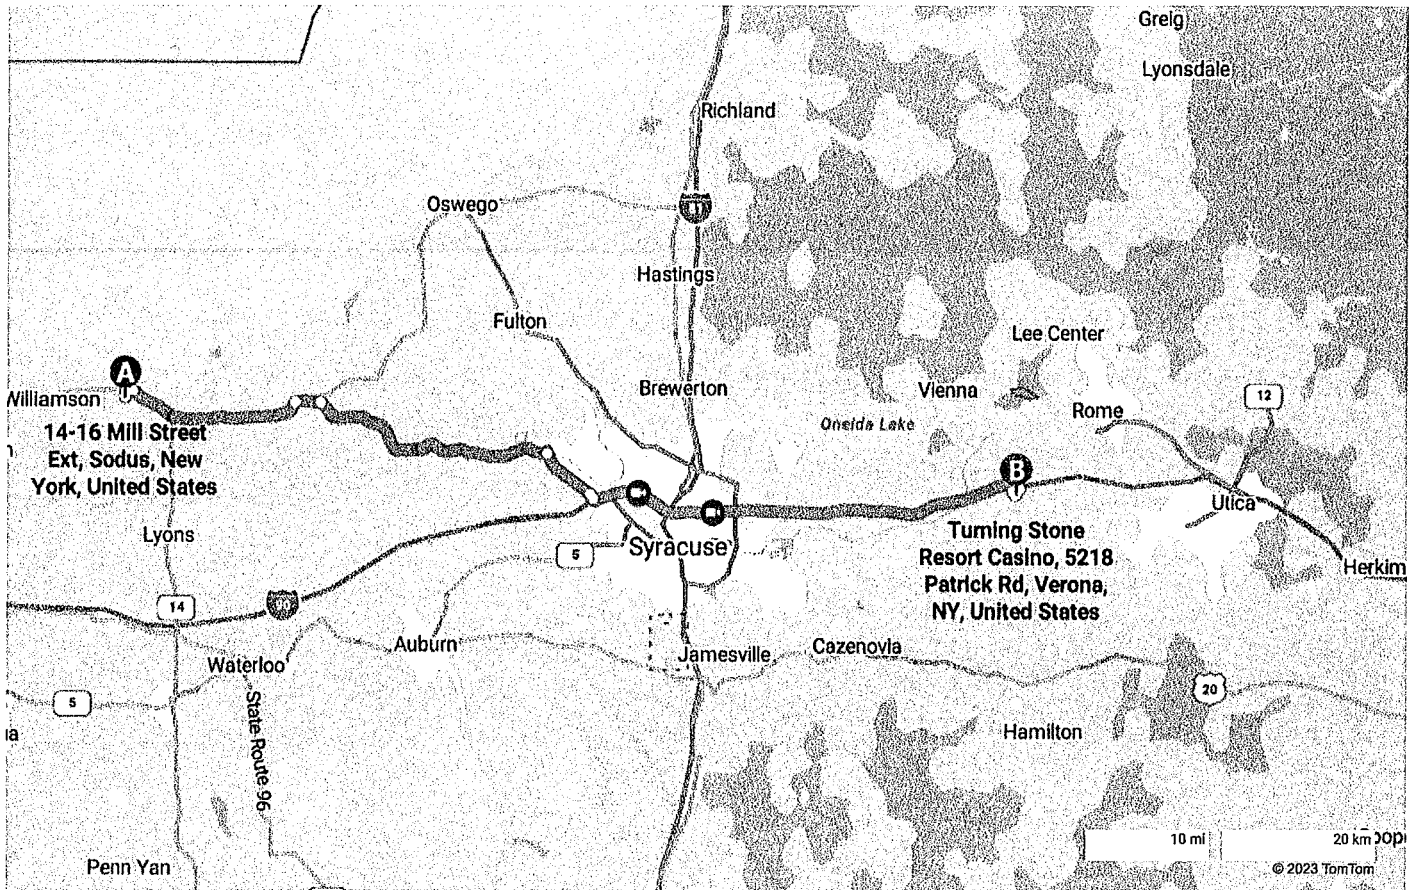 Greig
Lyonsdale
Richland
Oswego
Hastings
Fulton
Lee Center
A
Williamson
Brewerton
Vienna
12
Rome
Oneida Lake
14-16 Mill Street
Ext, Sodus, New
York, United States
B
Utica
Lyons
Syracuse
5
Turning Stone
Resort Casino, 5218
Patrick Rd, Verona,
NY, United States
Herkim
14
90
Auburn
Waterloo
Jamesville
Cazenovia
5
State Route 96
20
Hamilton
Penn Yan
10 mi
20 km
© 2023 TomTom